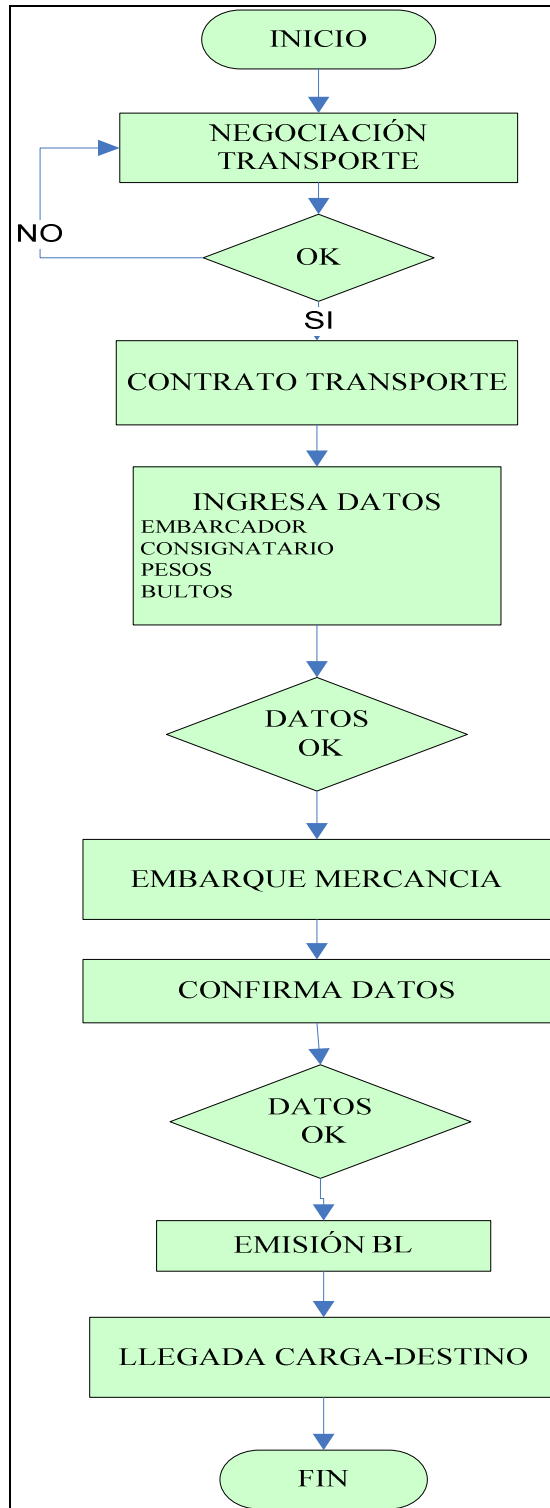 INICIO
NEGOCIACIÓN
TRANSPORTE
NO
OK
SI
CONTRATO TRANSPORTE
INGRESA DATOS
EMBARCADOR
CONSIGNATARIO
PESOS
BULTOS
DATOS
OK
EMBARQUE MERCANCIA
CONFIRMA DATOS
DATOS
OK
EMISIÓN BL
LLEGADA CARGA-DESTINO
FIN